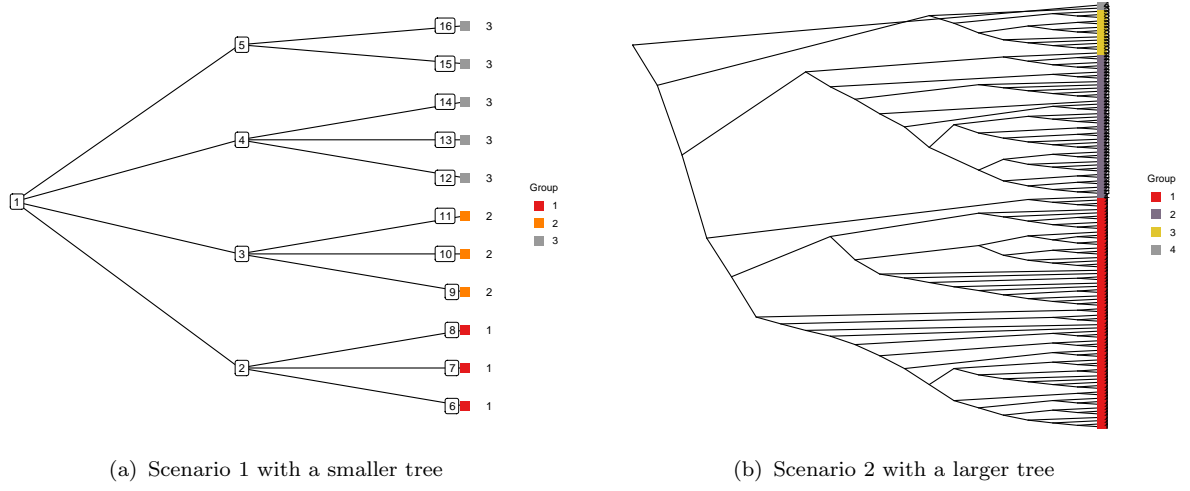 16 3
5
15 3
14 3
4 13 3
12 3
1
11 2
3 10 2
9 2
8 1
2 7 1
6 1
Group
1
2
3
Group
1
2
3
4
(a) Scenario 1 with a smaller tree
(b) Scenario 2 with a larger tree